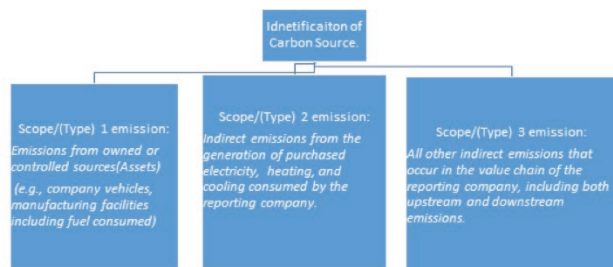 Idnetificaiton of
Carbon Source.
Scope/(Type) 1 emission:
Emissions from owned or
controlled sources(Assets)
(e.g., company vehicles,
manufacturing facilities
including fuel consumed)
Scope/(Type) 2 emission:
Indirect emissions from the
generation of purchased
electricity, heating, and
cooling consumed by the
reporting company.
Scope/(Type) 3 emission:
All other indirect emissions that
occur in the value chain of the
reporting company, including both
upstream and downstream
emissions.